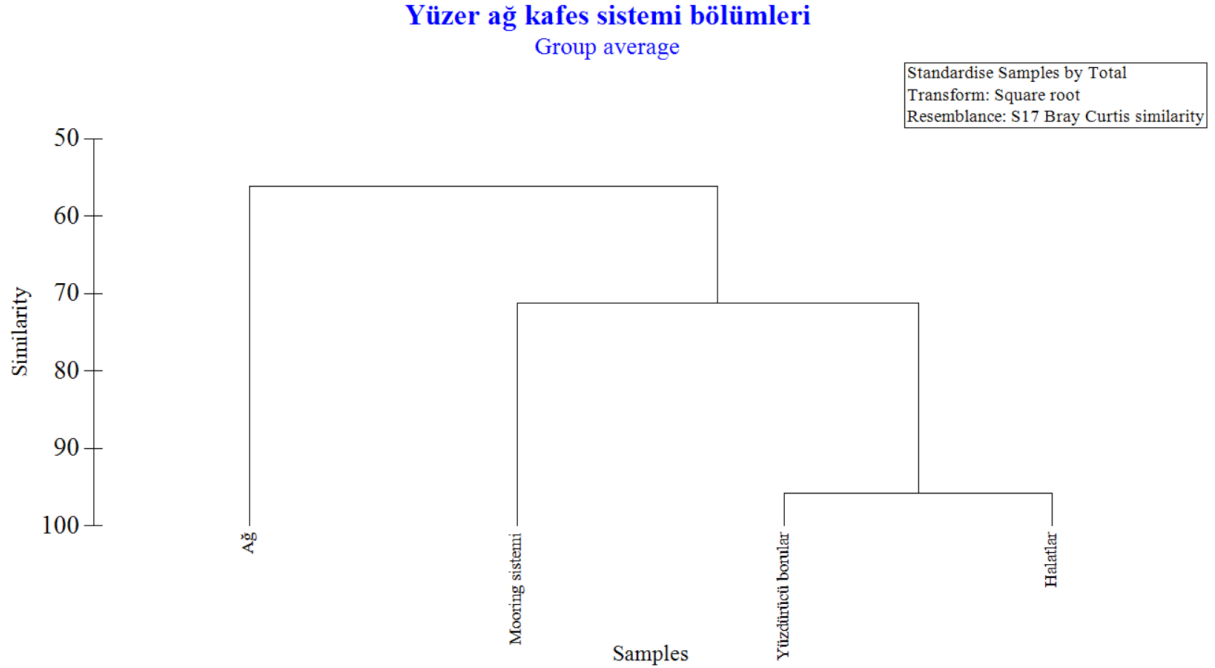 Yüzer ağ kafes sistemi bölümleri
Group average
Standardise Samples by Total
Transform: Square root
Resemblance: S17 Bray Curtis similarity
50
60
70
80
90
100
Similarity
Ağ
Mooring sistemi
Yüzdürücü borular
Halatlar
Samples